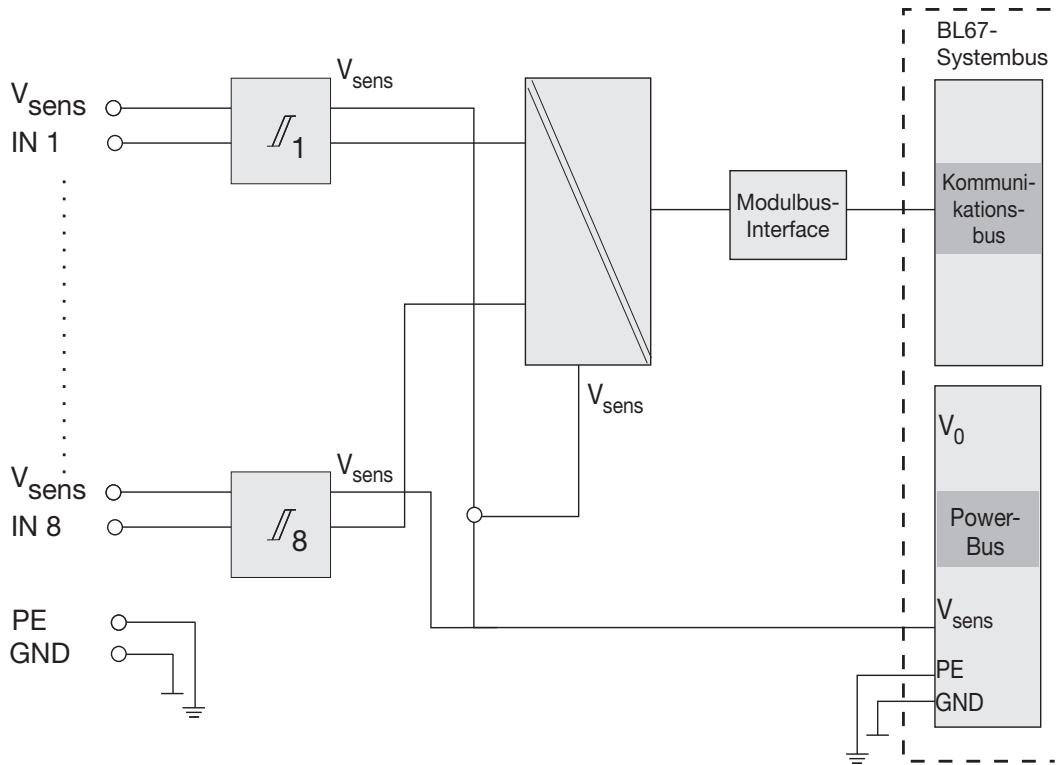 BL67-
Systembus
Vsens
IN 1
Vsens
1
Kommuni-
kations-
bus
Modulbus-
Interface
Vsens
V0
Vsens
IN 8
Vsens
8
Power-
Bus
Vsens
PE
GND
PE
GND